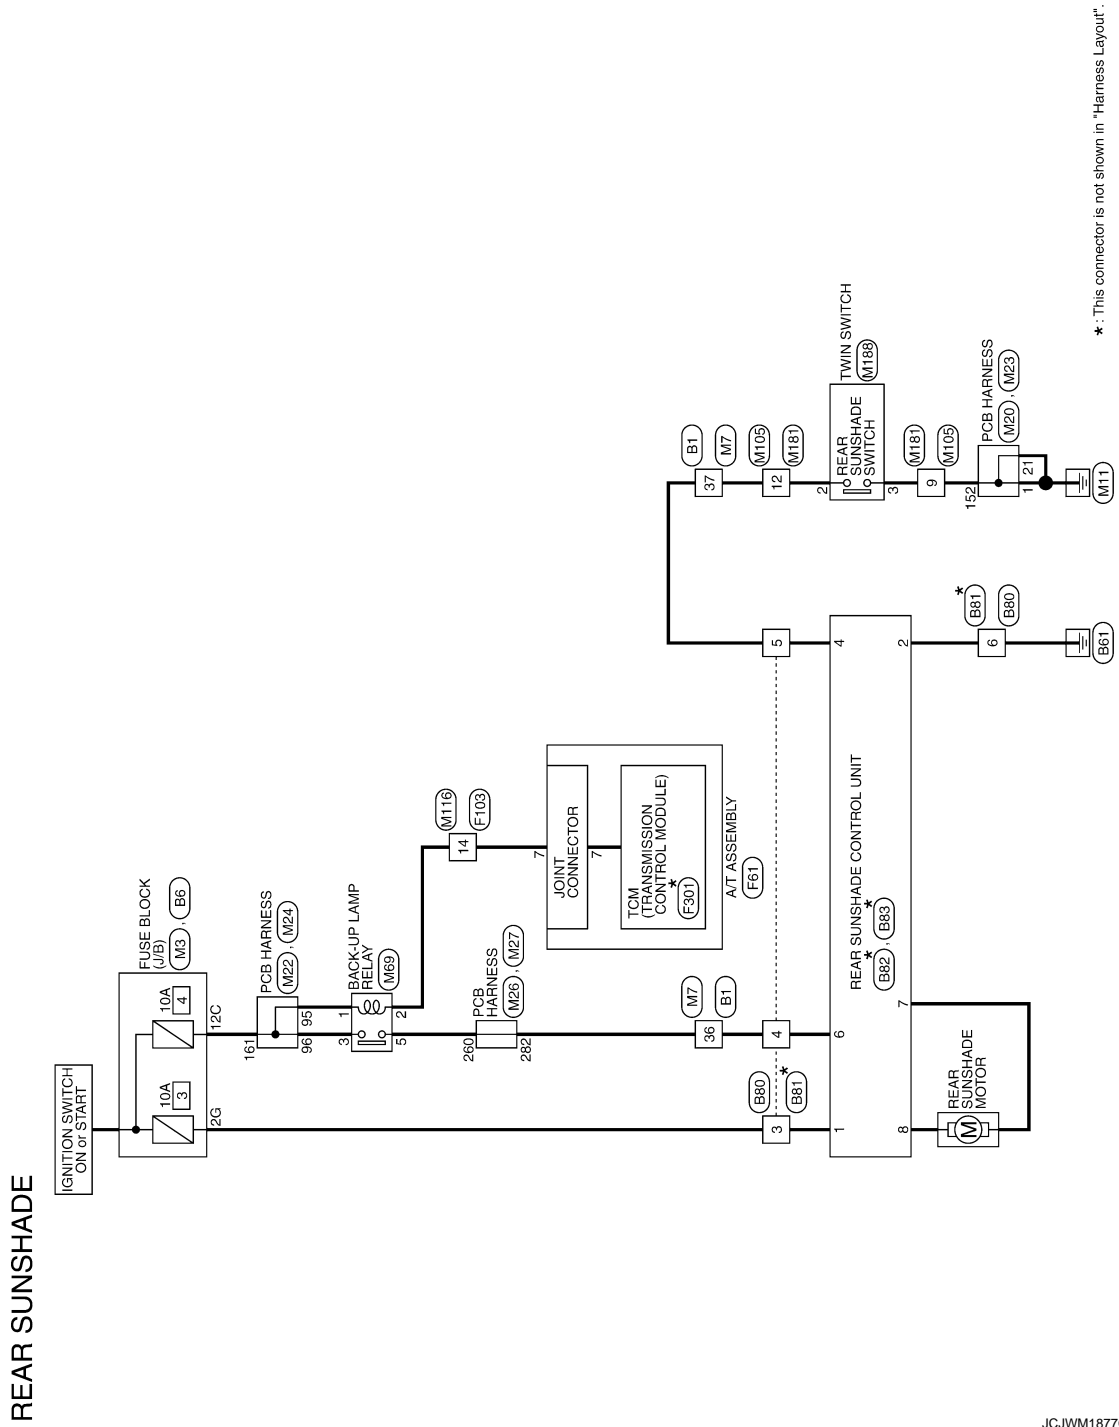 REAR SUNSHADE
IGNITION SWITCH
ON or START
FUSE BLOCK
(J/B)
M3 , B6
10A
3
10A
4
2G
12C
PCB HARNESS
M22 , M24
161
96
95
BACK-UP LAMP
RELAY
M69
3
1
5
2
M116
F103
14
PCB
HARNESS
M26 , M27
260
282
7
JOINT
CONNECTOR
7
TCM
(TRANSMISSION
CONTROL MODULE)
*
F301
A/T ASSEMBLY
F61
M7
B1
36
B80
B81
*
3
4
5
B1
M7
37
M105
M181
12
TWIN SWITCH
M188
REAR
SUNSHADE
SWITCH
2
3
M181
M105
9
PCB HARNESS
M20 , M23
152
1
21
M11
1
6
4
REAR SUNSHADE CONTROL UNIT
* *
B82 , B83
8
7
2
REAR
SUNSHADE
MOTOR
M
*
B81
B80
6
B61
* : This connector is not shown in "Harness Layout".
JCJWM1877